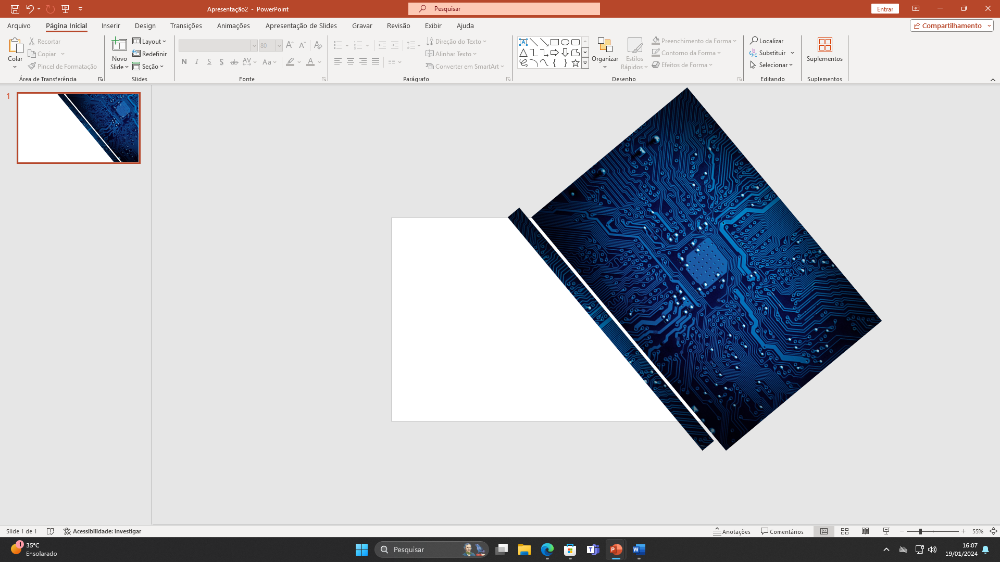 Apresentação2 - PowerPoint
Pesquisar
Entrar
Arquivo Página Inicial Inserir Design Transições Animações Apresentação de Slides Gravar Revisão Exibir Ajuda
Compartilhamento
Colar
Recortar
Copiar
Pincel de Formatação
Área de Transferência
Novo Slide
Layout
Redefinir
Seção
Slides
80
N I S S ab AV Aa A
Fonte
Direção do Texto
Alinhar Texto
Converter em SmartArt
Parágrafo
Organizar
Estilos Rápidos
Preenchimento da Forma
Contorno da Forma
Efeitos de Forma
Desenho
Localizar
Substituir
Selecionar
Editando
Suplementos
Suplementos
1
Slide 1 de 1
Acessibilidade: investigar
Anotações
Comentários
55%
1
35°C
Ensolarado
Pesquisar
16:07
19/01/2024